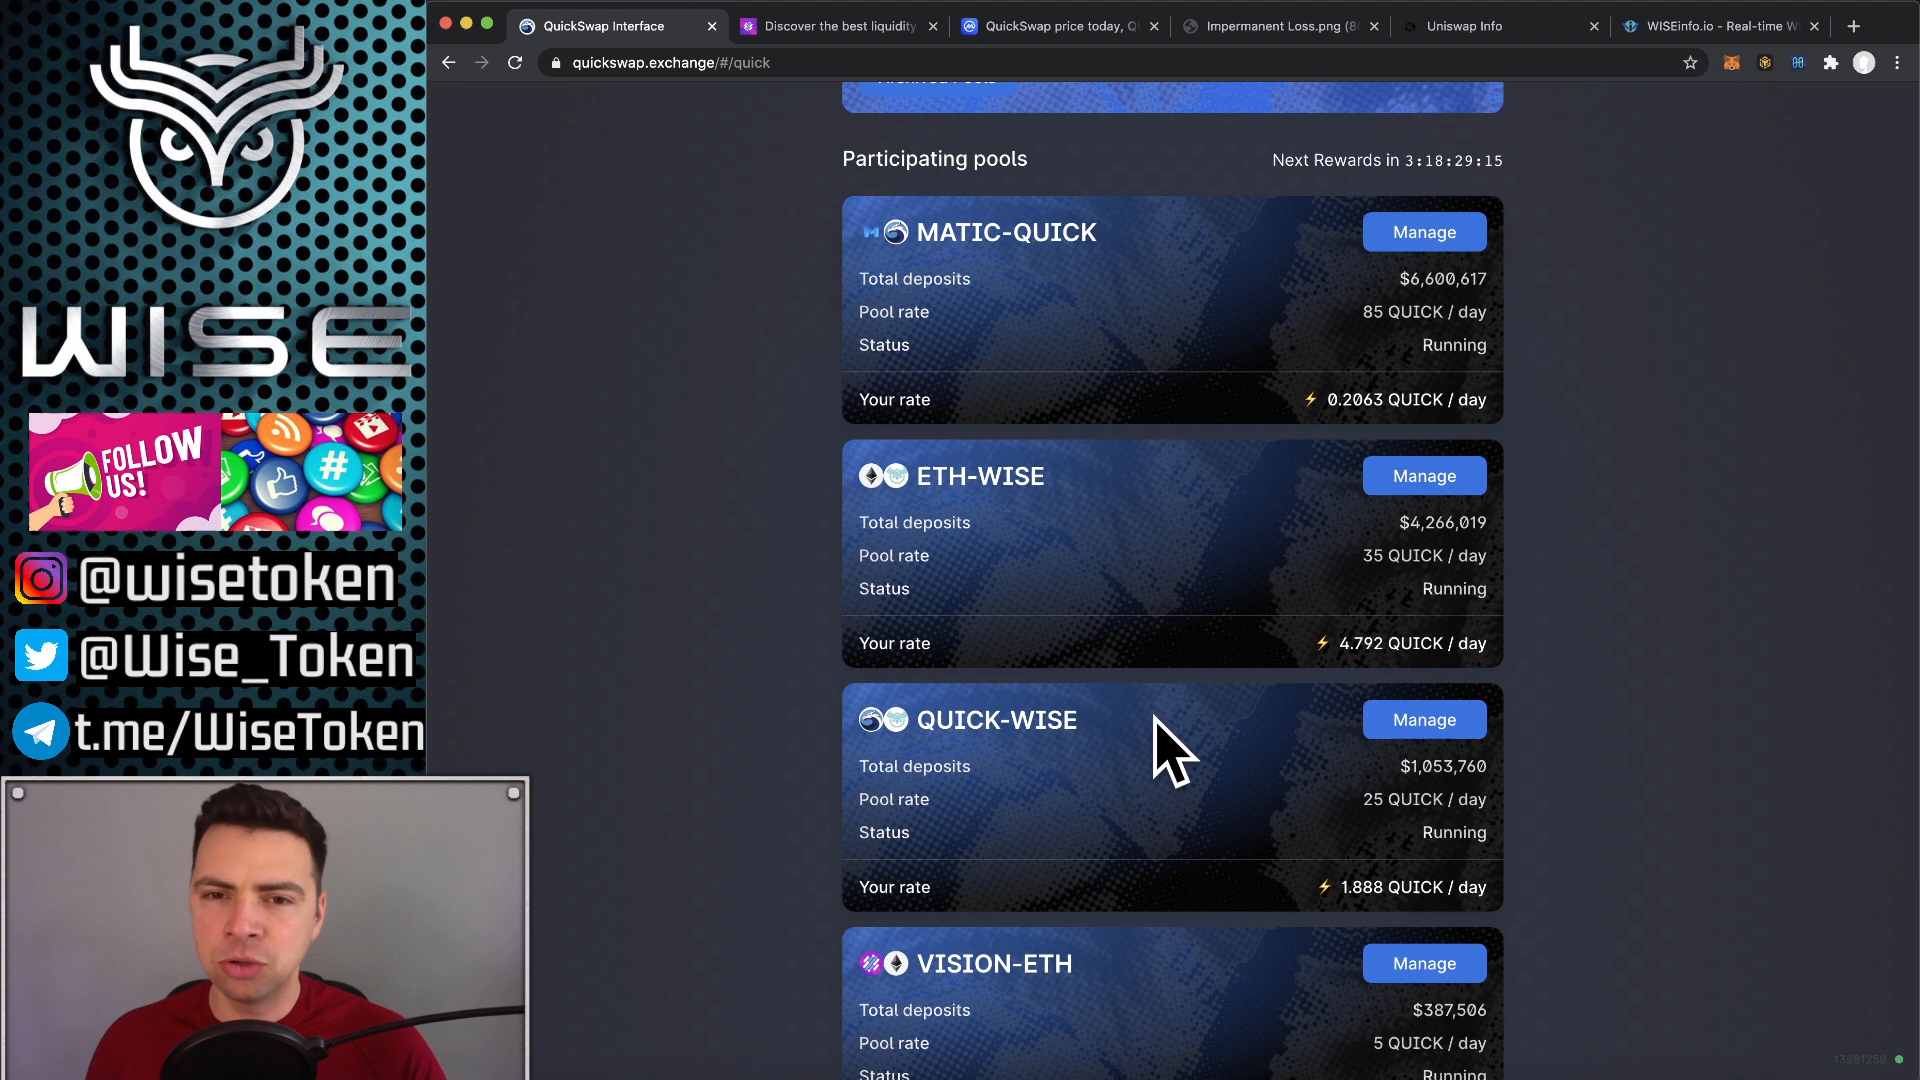 WISE
FOLLOW
US!
#
@wisetoken
@Wise_Token
t.me/WiseToken
QuickSwap Interface
Discover the best liquidity
QuickSwap price today, Q
Impermanent Loss.png (8
Uniswap Info
WISEinfo.io - Real-time W
quickswap.exchange/#/quick
Archived Pools
Participating pools
Next Rewards in 3:18:29:15
MATIC-QUICK
Manage
Total deposits
$6,600,617
Pool rate
85 QUICK / day
Status
Running
Your rate
⚡ 0.2063 QUICK / day
ETH-WISE
Manage
Total deposits
$4,266,019
Pool rate
35 QUICK / day
Status
Running
Your rate
⚡ 4.792 QUICK / day
QUICK-WISE
Manage
Total deposits
$1,053,760
Pool rate
25 QUICK / day
Status
Running
Your rate
⚡ 1.888 QUICK / day
VISION-ETH
Manage
Total deposits
$387,506
Pool rate
5 QUICK / day
Status
Running
13281250